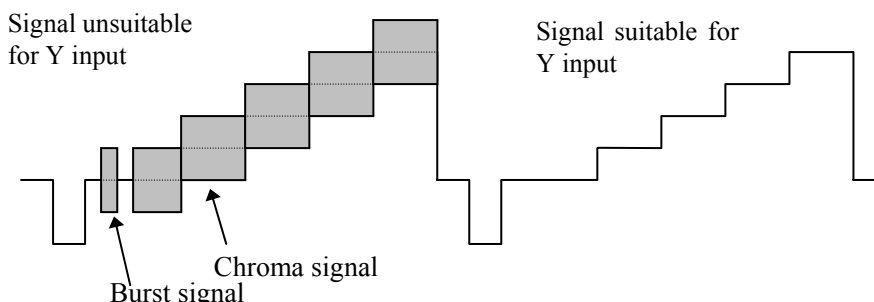 Signal unsuitable
for Y input
Signal suitable for
Y input
Chroma signal
Burst signal